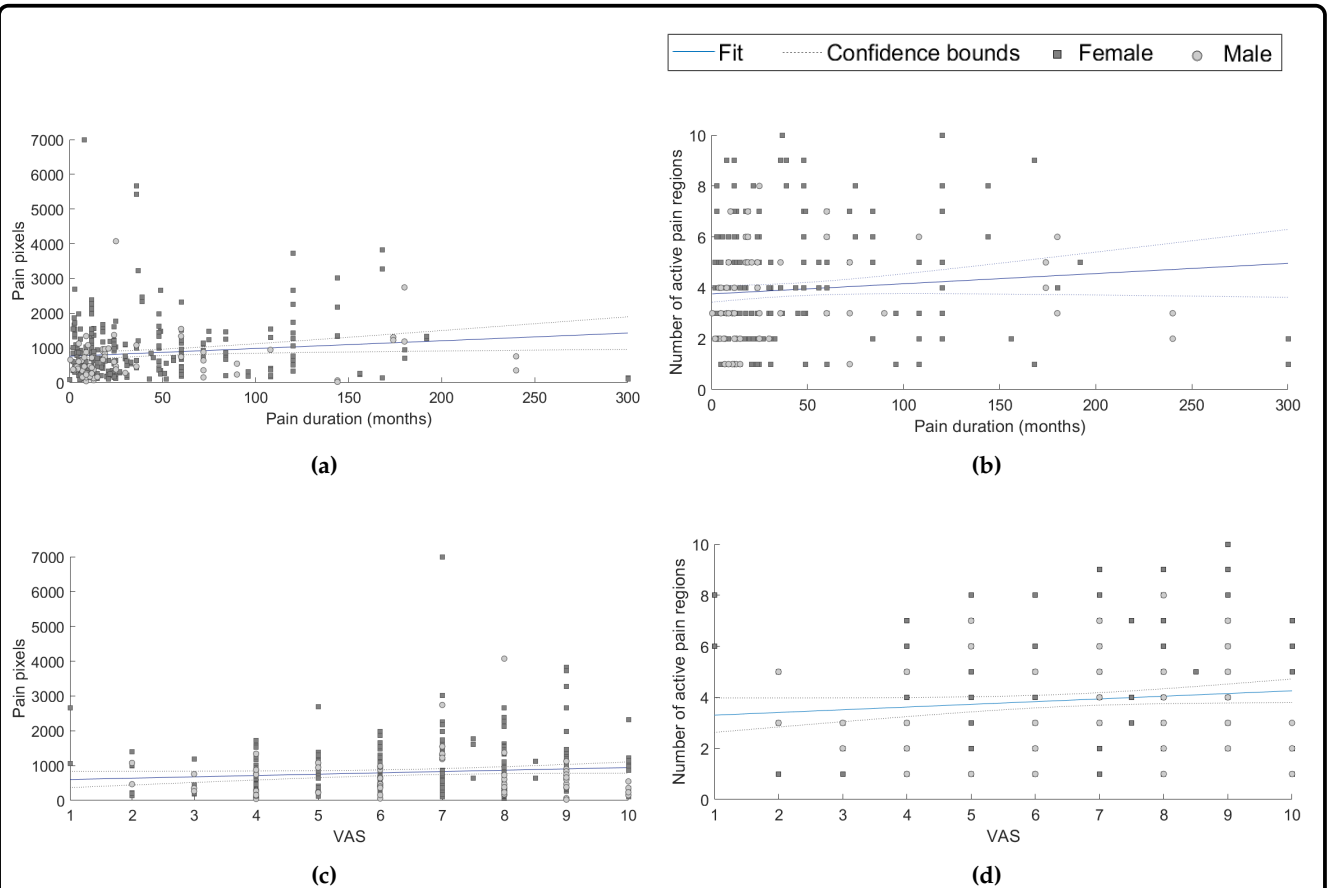 Fit Confidence bounds Female Male
7000
6000
5000
4000
3000
2000
1000
0
Pain pixels
0 50 100 150 200 250 300
Pain duration (months)
(a)
10
8
6
4
2
0
Number of active pain regions
0 50 100 150 200 250 300
Pain duration (months)
(b)
7000
6000
5000
4000
3000
2000
1000
0
Pain pixels
1 2 3 4 5 6 7 8 9 10
VAS
(c)
10
8
6
4
2
0
Number of active pain regions
1 2 3 4 5 6 7 8 9 10
VAS
(d)